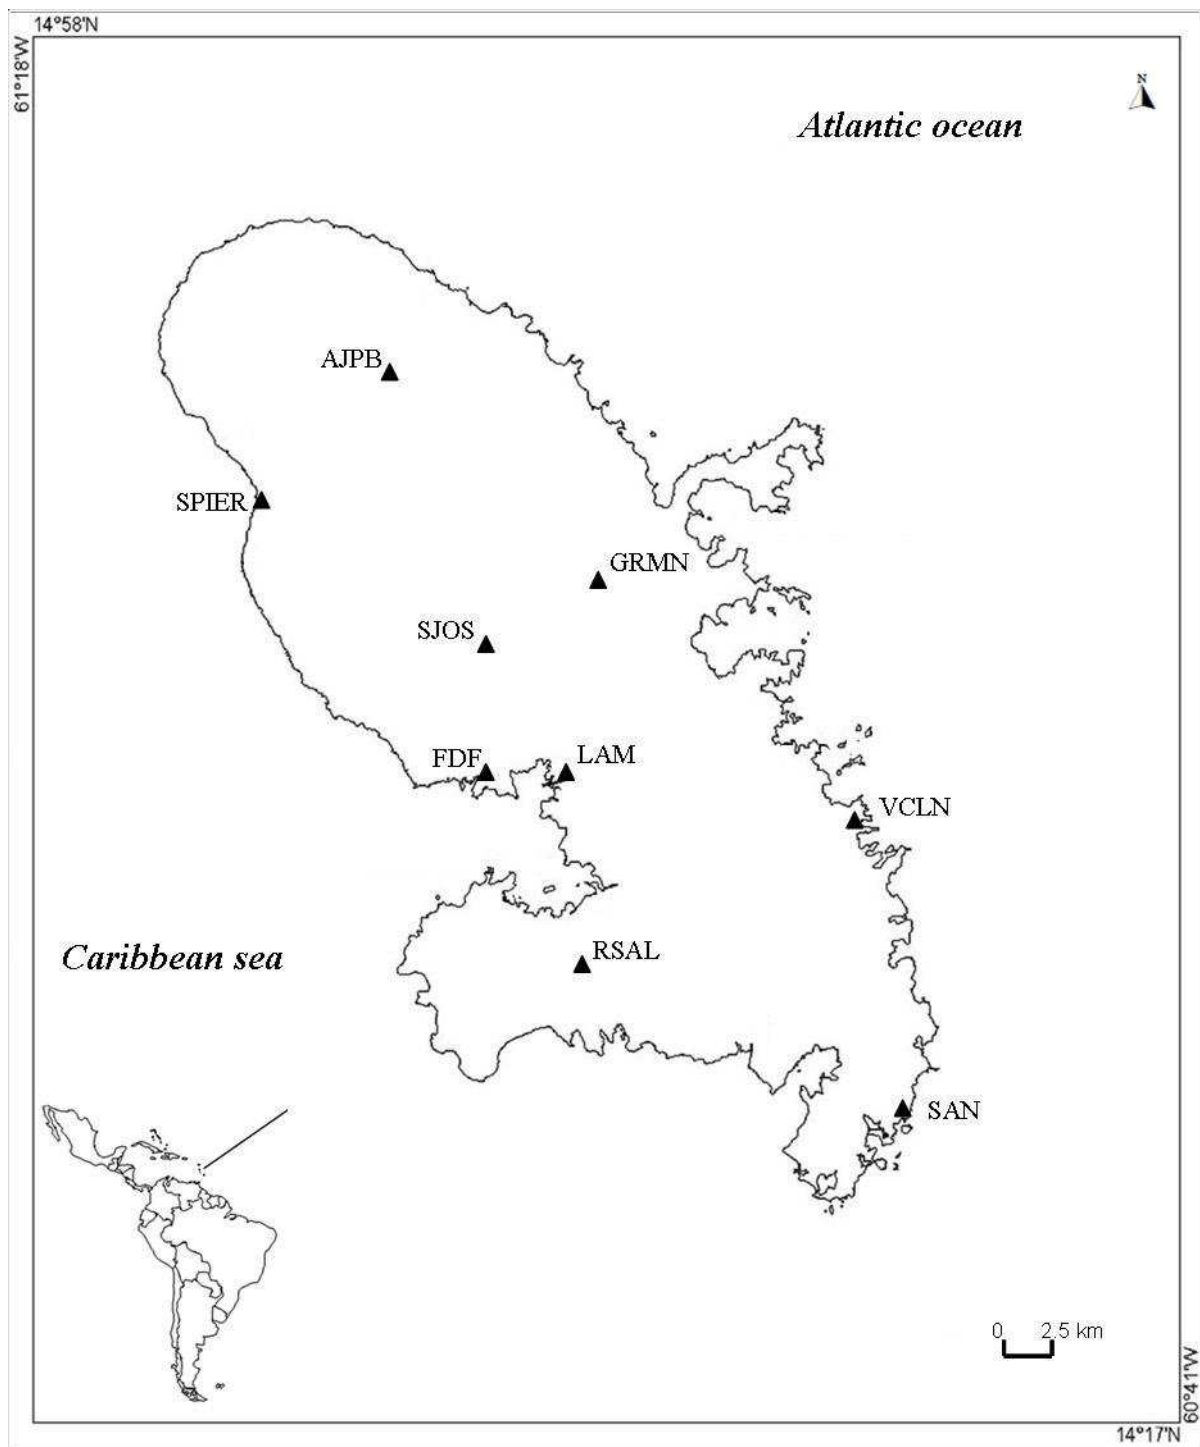 14°58'N
61°18'W
N
Atlantic ocean
AJPB
SPIER
GRMN
SJOS
FDF
LAM
VCLN
Caribbean sea
RSAL
SAN
0 2.5 km
60°41'W
14°17'N